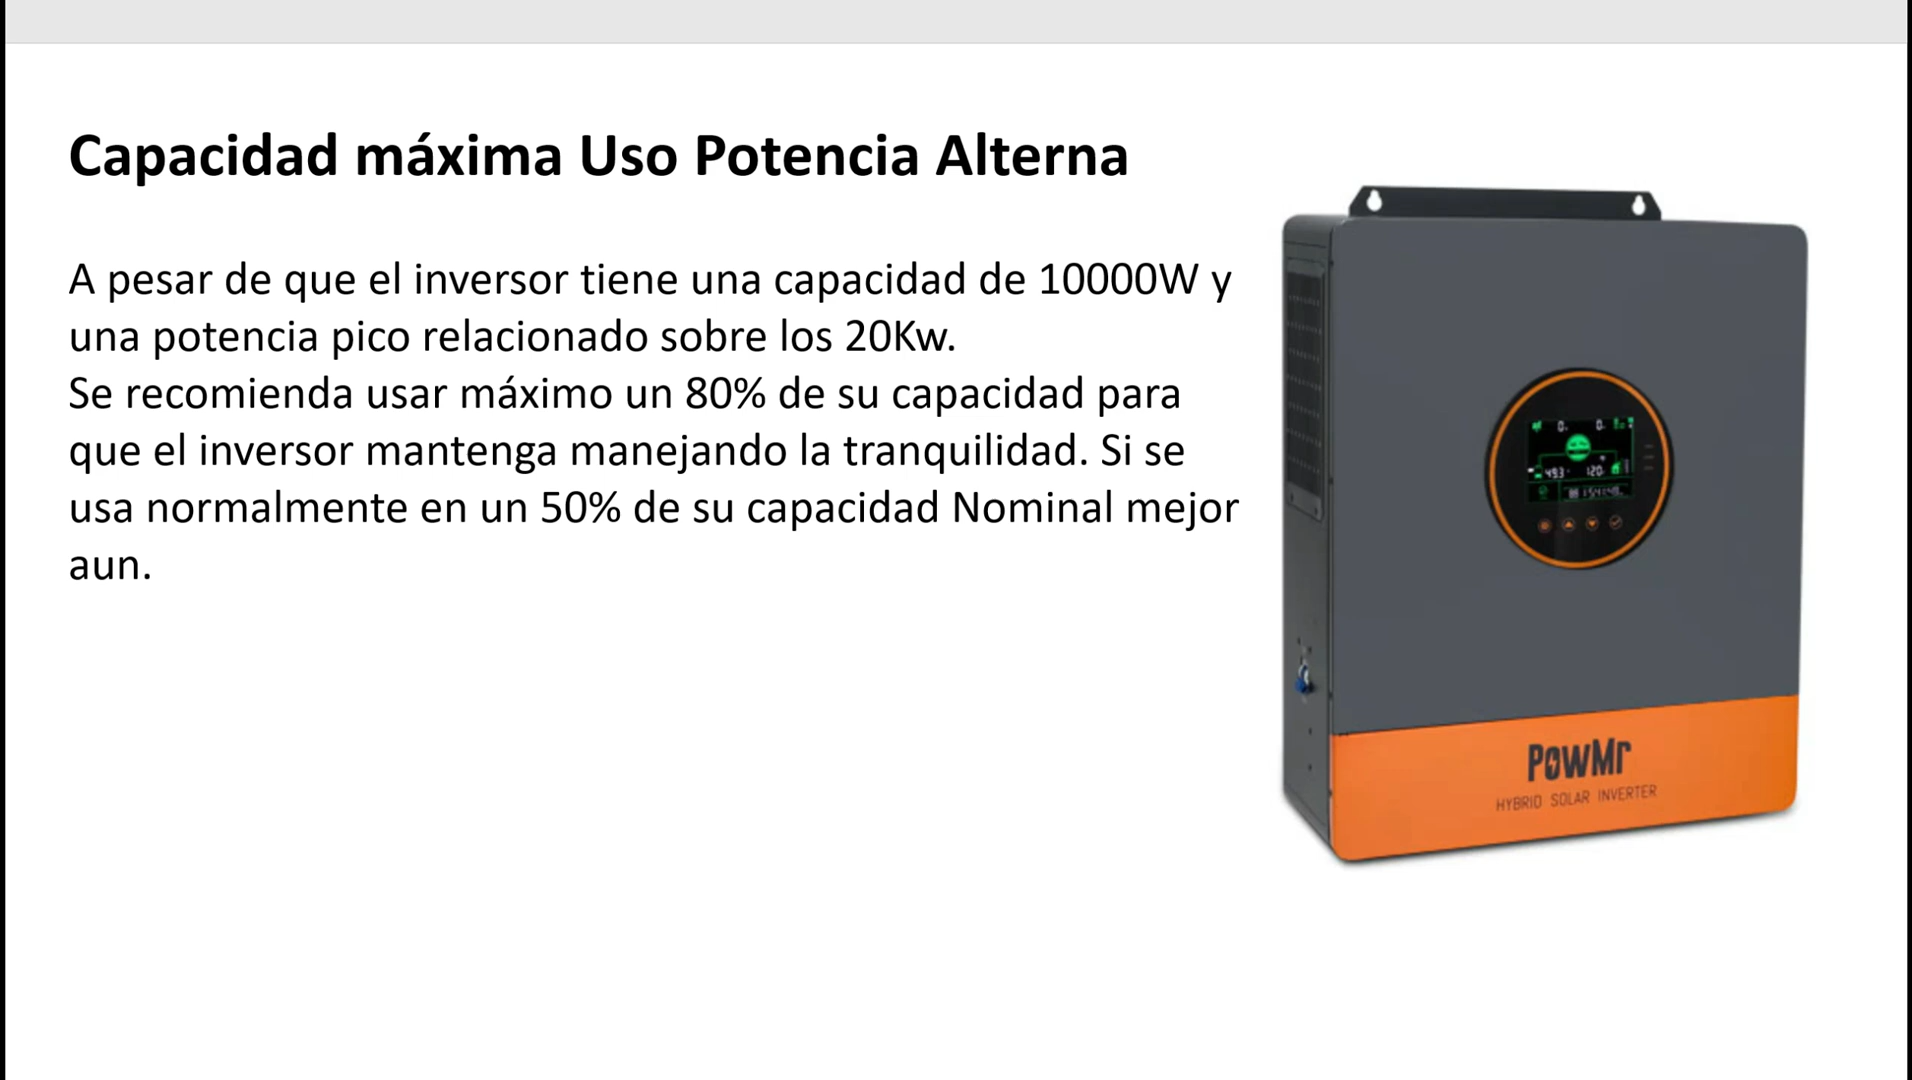 Capacidad máxima Uso Potencia Alterna
A pesar de que el inversor tiene una capacidad de 10000W y
una potencia pico relacionado sobre los 20Kw.
Se recomienda usar máximo un 80% de su capacidad para
que el inversor mantenga manejando la tranquilidad. Si se
usa normalmente en un 50% de su capacidad Nominal mejor
aun.
PowMr
HYBRID SOLAR INVERTER